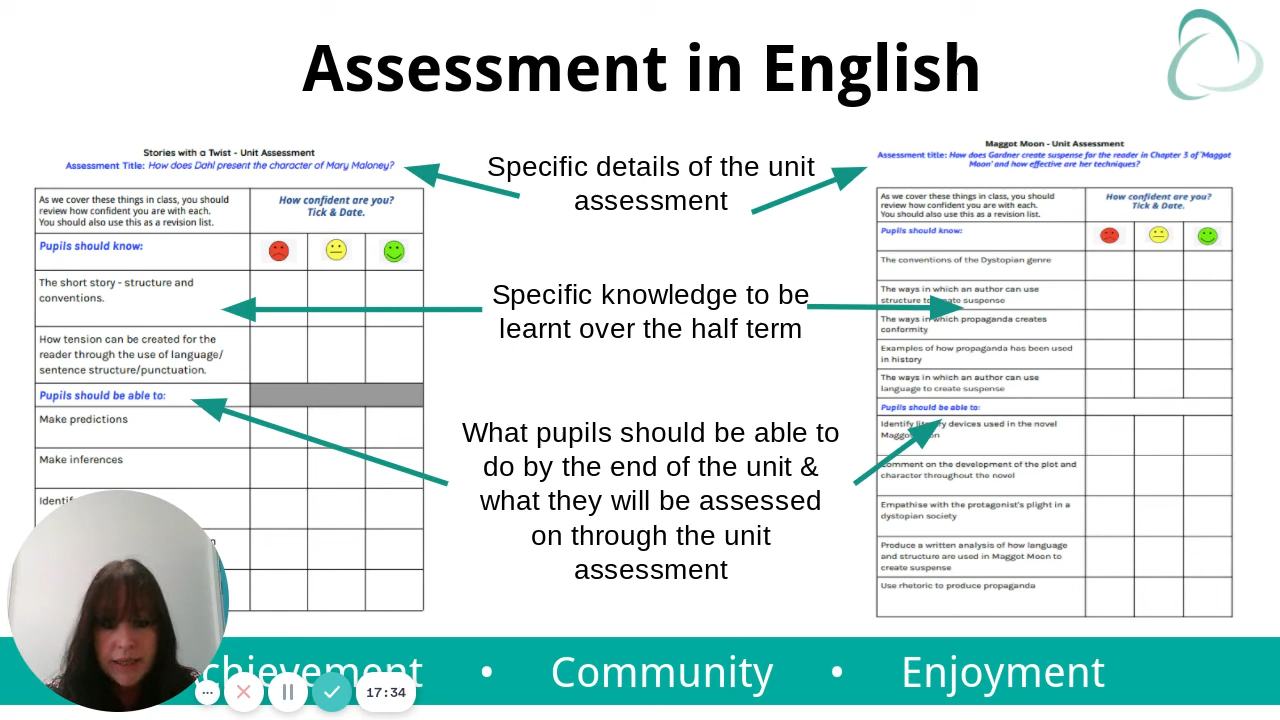 Assessment in English
Stories with a Twist - Unit Assessment
Assessment Title: How does Dahl present the character of Mary Maloney?
As we cover these things in class, you should
review how confident you are with each.
You should also use this as a revision list.
How confident are you?
Tick & Date.
Pupils should know:
The short story - structure and
conventions.
How tension can be created for the
reader through the use of language/
sentence structure/punctuation.
Pupils should be able to:
Make predictions
Make inferences
Specific details of the unit
assessment
Specific knowledge to be
learnt over the half term
What pupils should be able to
do by the end of the unit &
what they will be assessed
on through the unit
assessment
Maggot Moon - Unit Assessment
Assessment title: How does Gardner create suspense for the reader in Chapter 3 of 'Maggot
Moon' and how effective are her techniques?
As we cover these things in class, you should
review how confident you are with each.
You should also use this as a revision list.
How confident are you?
Tick & Date.
Pupils should know:
The conventions of the Dystopian genre
The ways in which an author can use
structure to create suspense
The ways in which propaganda creates
conformity
Examples of how propaganda has been used
in history
The ways in which an author can use
language to create suspense
Pupils should be able to:
Identify literary devices used in the novel
Maggot Moon
Comment on the development of the plot and
character throughout the novel
Empathise with the protagonist's plight in a
dystopian society
Produce a written analysis of how language
and structure are used in Maggot Moon to
create suspense
Use rhetoric to produce propaganda
chievement • Community • Enjoyment
17:34